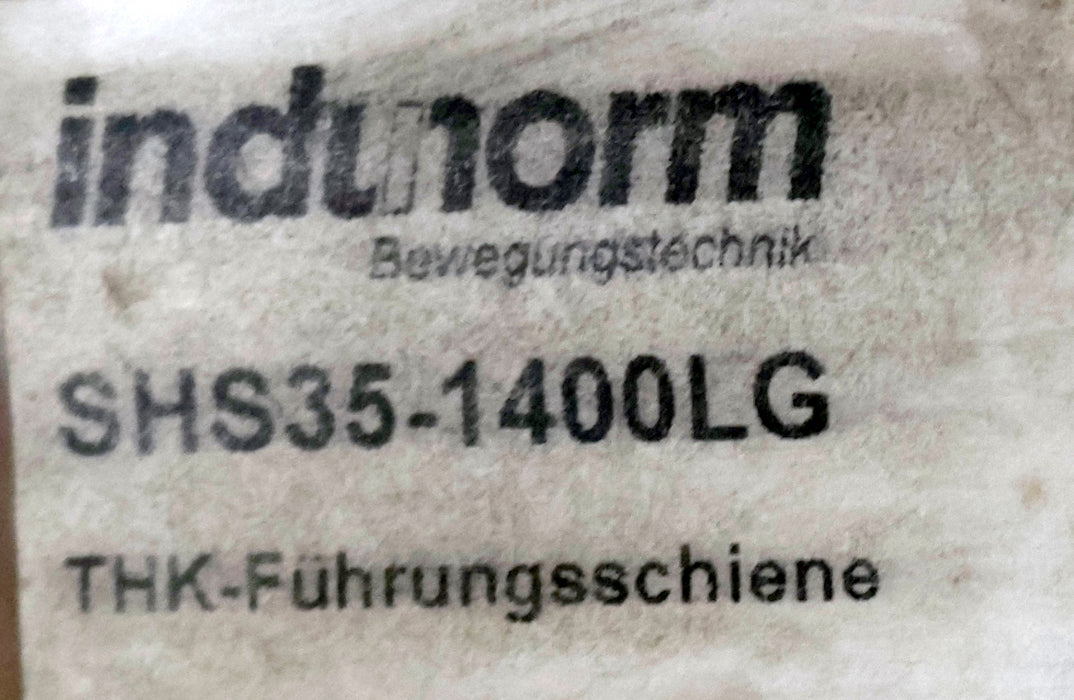 indunorm
Bewegungstechnik
SHS35-1400LG
THK-Führungsschiene